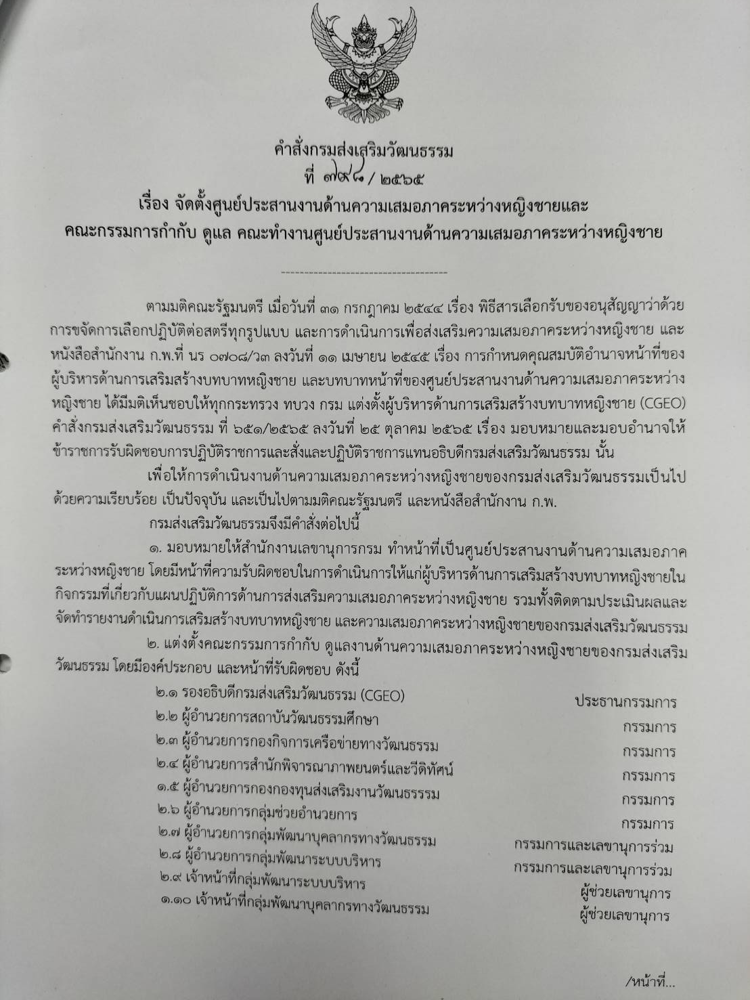 คำสั่งกรมส่งเสริมวัฒนธรรม
ที่ ๗๙๘ / ๒๕๖๕
เรื่อง จัดตั้งศูนย์ประสานงานด้านความเสมอภาคระหว่างหญิงชายและ
คณะกรรมการกำกับ ดูแล คณะทำงานศูนย์ประสานงานด้านความเสมอภาคระหว่างหญิงชาย
------------------------------------
ตามมติคณะรัฐมนตรี เมื่อวันที่ ๓๑ กรกฎาคม ๒๕๔๔ เรื่อง พิธีสารเลือกรับของอนุสัญญาว่าด้วย
การขจัดการเลือกปฏิบัติต่อสตรีทุกรูปแบบ และการดำเนินการเพื่อส่งเสริมความเสมอภาคระหว่างหญิงชาย และ
หนังสือสำนักงาน ก.พ.ที่ นร ๐๗๐๘/ว๓ ลงวันที่ ๑๑ เมษายน ๒๕๔๕ เรื่อง การกำหนดคุณสมบัติอำนาจหน้าที่ของ
ผู้บริหารด้านการเสริมสร้างบทบาทหญิงชาย และบทบาทหน้าที่ของศูนย์ประสานงานด้านความเสมอภาคระหว่าง
หญิงชาย ได้มีมติเห็นชอบให้ทุกกระทรวง ทบวง กรม แต่งตั้งผู้บริหารด้านการเสริมสร้างบทบาทหญิงชาย (CGEO)
คำสั่งกรมส่งเสริมวัฒนธรรม ที่ ๖๕๑/๒๕๖๕ ลงวันที่ ๒๕ ตุลาคม ๒๕๖๕ เรื่อง มอบหมายและมอบอำนาจให้
ข้าราชการรับผิดชอบการปฏิบัติราชการและสั่งและปฏิบัติราชการแทนอธิบดีกรมส่งเสริมวัฒนธรรม นั้น
เพื่อให้การดำเนินงานด้านความเสมอภาคระหว่างหญิงชายของกรมส่งเสริมวัฒนธรรมเป็นไป
ด้วยความเรียบร้อย เป็นปัจจุบัน และเป็นไปตามมติคณะรัฐมนตรี และหนังสือสำนักงาน ก.พ.
กรมส่งเสริมวัฒนธรรมจึงมีคำสั่งต่อไปนี้
๑. มอบหมายให้สำนักงานเลขานุการกรม ทำหน้าที่เป็นศูนย์ประสานงานด้านความเสมอภาค
ระหว่างหญิงชาย โดยมีหน้าที่ความรับผิดชอบในการดำเนินการให้แก่ผู้บริหารด้านการเสริมสร้างบทบาทหญิงชายใน
กิจกรรมที่เกี่ยวกับแผนปฏิบัติการด้านการส่งเสริมความเสมอภาคระหว่างหญิงชาย รวมทั้งติดตามประเมินผลและ
จัดทำรายงานดำเนินการเสริมสร้างบทบาทหญิงชาย และความเสมอภาคระหว่างหญิงชายของกรมส่งเสริมวัฒนธรรม
๒. แต่งตั้งคณะกรรมการกำกับ ดูแลงานด้านความเสมอภาคระหว่างหญิงชายของกรมส่งเสริม
วัฒนธรรม โดยมีองค์ประกอบ และหน้าที่รับผิดชอบ ดังนี้
๒.๑ รองอธิบดีกรมส่งเสริมวัฒนธรรม (CGEO) ประธานกรรมการ
๒.๒ ผู้อำนวยการสถาบันวัฒนธรรมศึกษา กรรมการ
๒.๓ ผู้อำนวยการกองกิจการเครือข่ายทางวัฒนธรรม กรรมการ
๒.๔ ผู้อำนวยการสำนักพิจารณาภาพยนตร์และวีดิทัศน์ กรรมการ
๑.๕ ผู้อำนวยการกองกองทุนส่งเสริมงานวัฒนธรรรม กรรมการ
๒.๖ ผู้อำนวยการกลุ่มช่วยอำนวยการ กรรมการ
๒.๗ ผู้อำนวยการกลุ่มพัฒนาบุคลากรทางวัฒนธรรม กรรมการและเลขานุการร่วม
๒.๘ ผู้อำนวยการกลุ่มพัฒนาระบบบริหาร กรรมการและเลขานุการร่วม
๒.๙ เจ้าหน้าที่กลุ่มพัฒนาระบบบริหาร ผู้ช่วยเลขานุการ
๑.๑๐ เจ้าหน้าที่กลุ่มพัฒนาบุคลากรทางวัฒนธรรม ผู้ช่วยเลขานุการ
/หน้าที่...